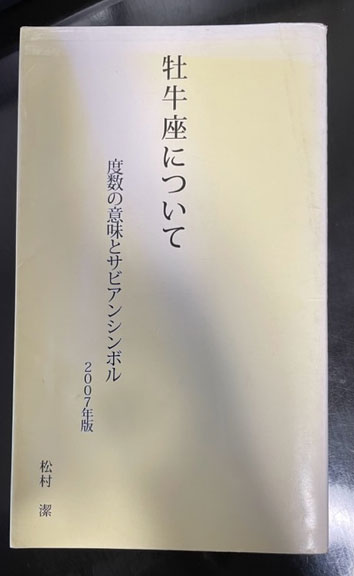 牡牛座について
度数の意味とサビアンシンボル
2007年版
松村 潔